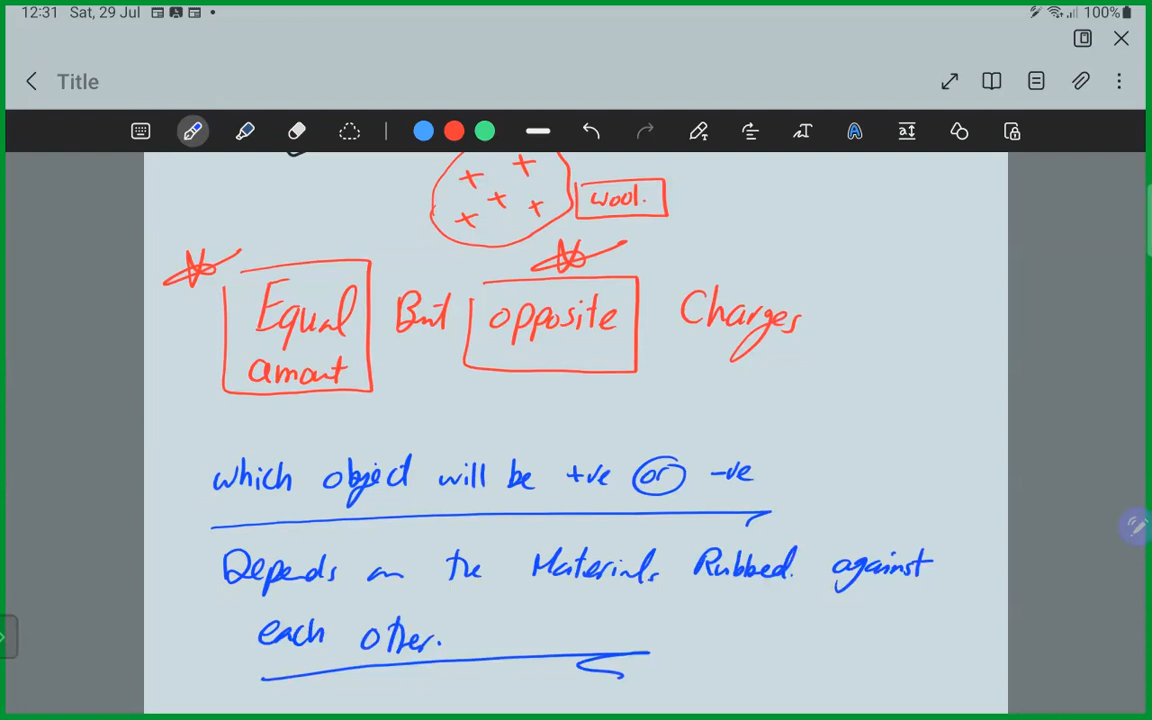 12:31 Sat, 29 Jul 100%
Title
+ +
+
+ +
wool.
Equal But opposite Charges
amount
which object will be +ve or -ve
Depends on the Materials Rubbed. against
each other.